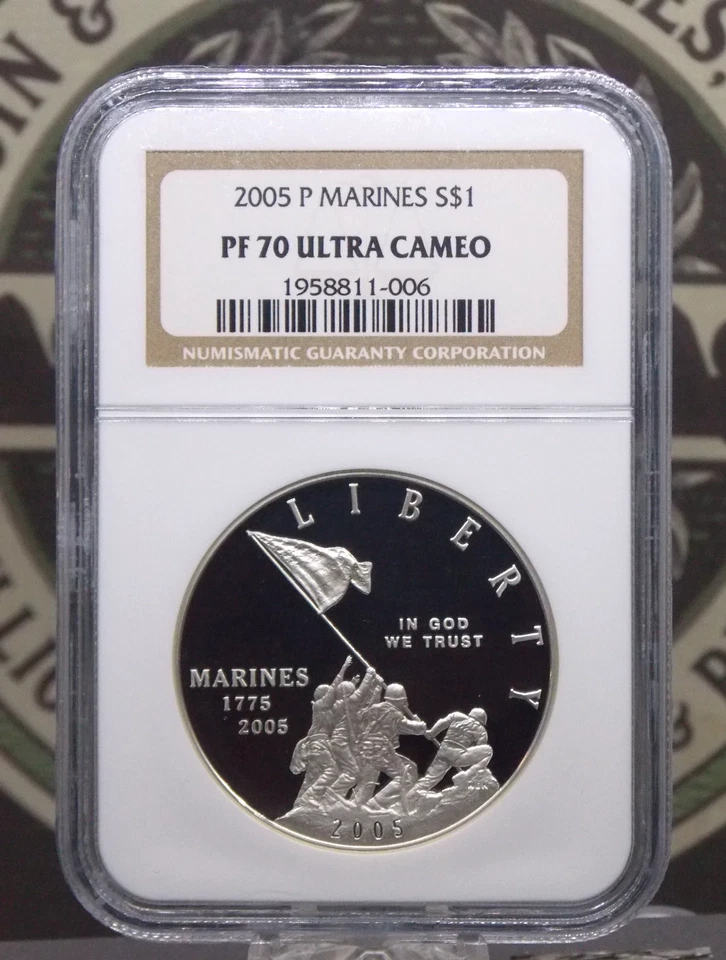 2005 P MARINES S$1
PF 70 ULTRA CAMEO
1958811-006
NUMISMATIC GUARANTY CORPORATION
LIBERTY
IN GOD
WE TRUST
MARINES
1775
2005
2005